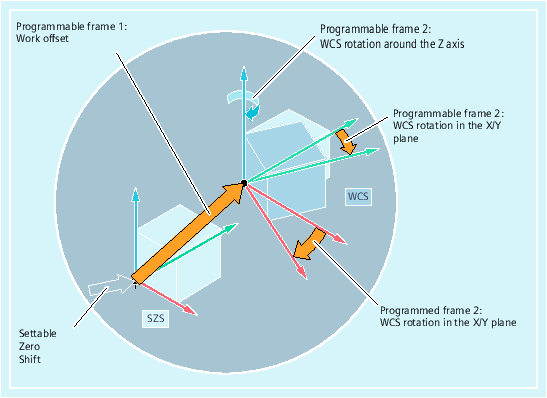 Programmable frame 1:
Work offset
Programmable frame 2:
WCS rotation around the Z axis
Programmable frame 2:
WCS rotation in the X/Y
plane
WCS
Programmed frame 2:
WCS rotation in the X/Y plane
SZS
Settable
Zero
Shift